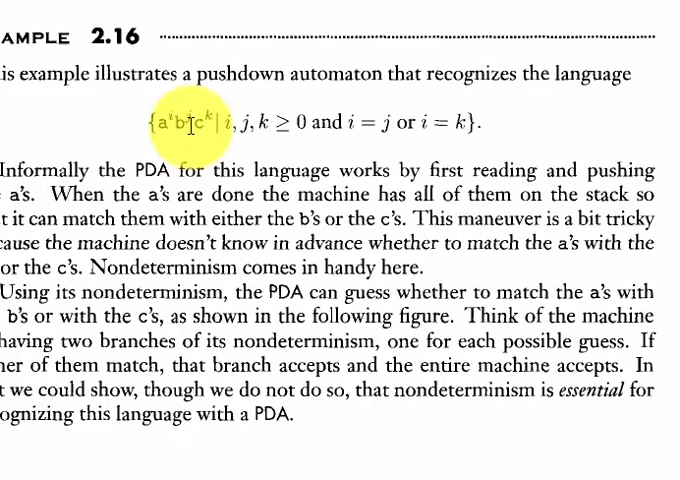 AMPLE 2.16
is example illustrates a pushdown automaton that recognizes the language
{aⁱbʲcᵏ| i, j, k ≥ 0 and i = j or i = k}.
Informally the PDA for this language works by first reading and pushing
a's. When the a's are done the machine has all of them on the stack so
t it can match them with either the b's or the c's. This maneuver is a bit tricky
cause the machine doesn't know in advance whether to match the a's with the
or the c's. Nondeterminism comes in handy here.
Using its nondeterminism, the PDA can guess whether to match the a's with
b's or with the c's, as shown in the following figure. Think of the machine
having two branches of its nondeterminism, one for each possible guess. If
her of them match, that branch accepts and the entire machine accepts. In
t we could show, though we do not do so, that nondeterminism is essential for
ognizing this language with a PDA.